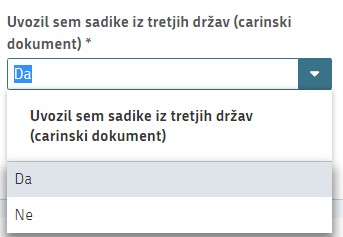 Uvozil sem sadike iz tretjih držav (carinski
dokument) *
Da
Uvozil sem sadike iz tretjih držav
(carinski dokument)
Da
Ne